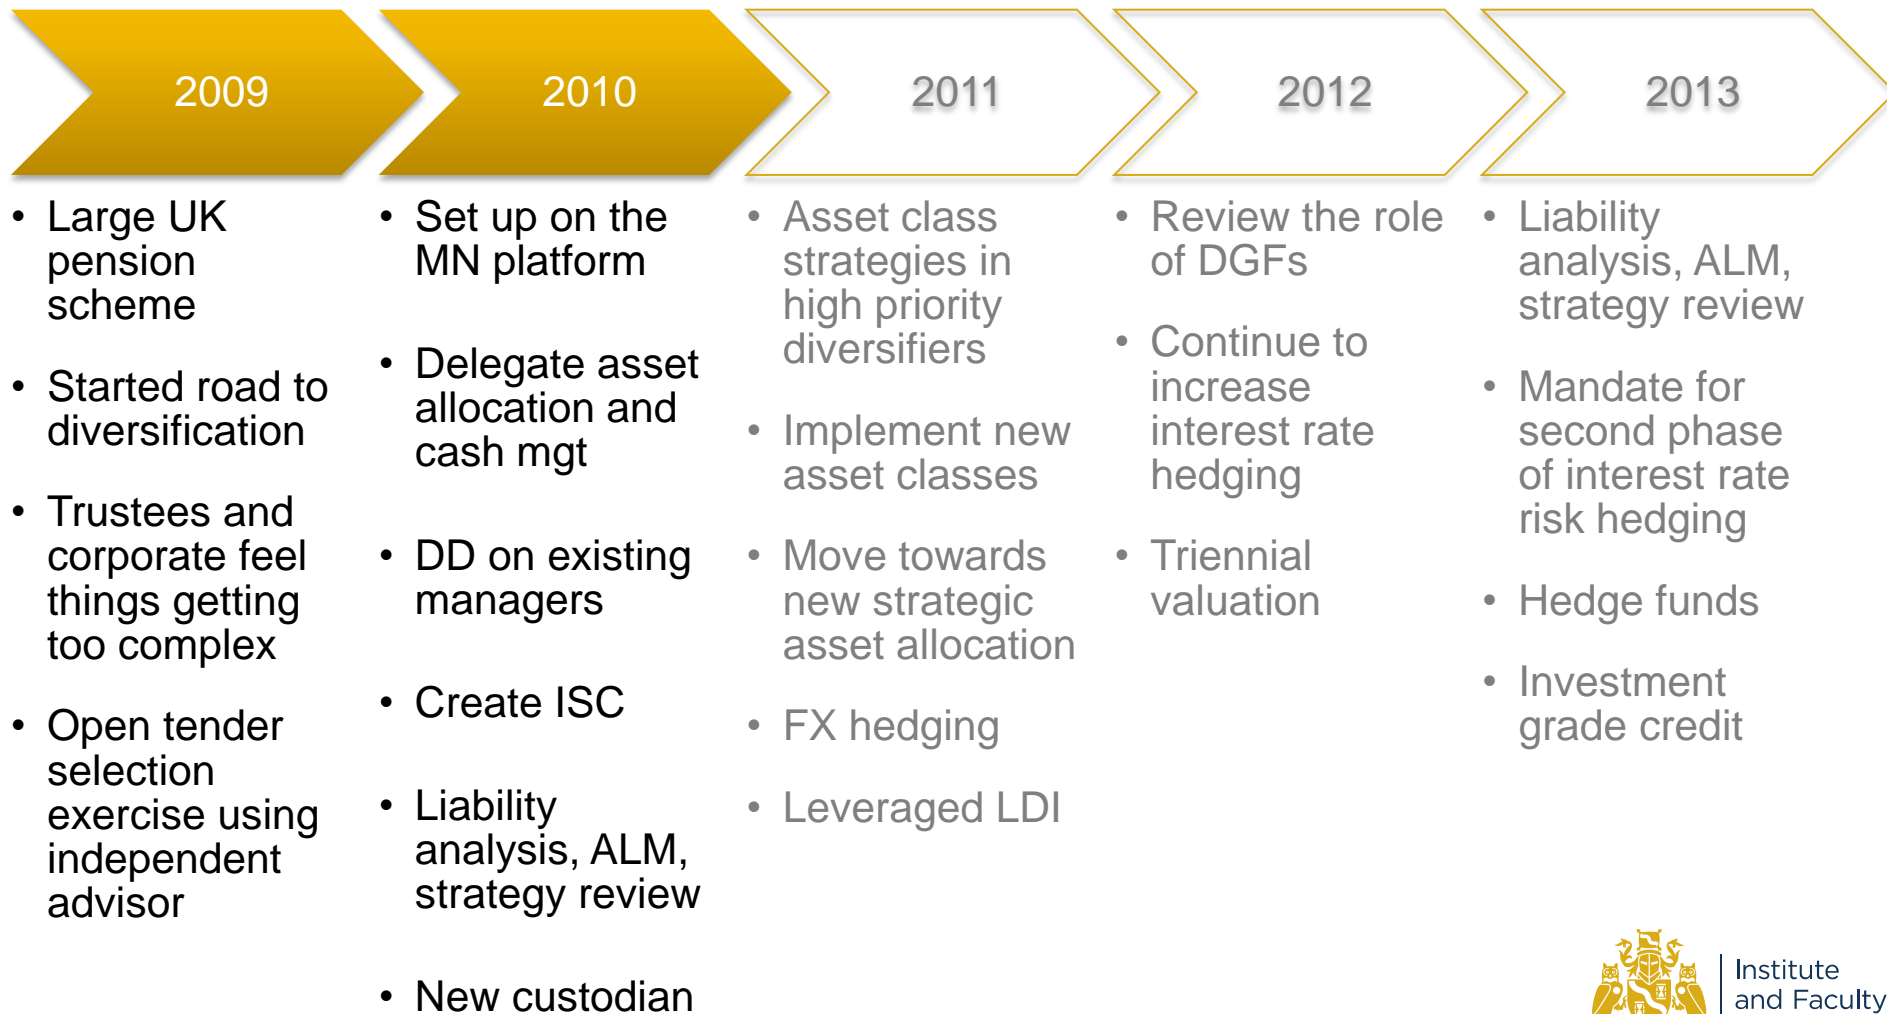 2009
2010
2011
2012
2013
• Large UK
pension
scheme
• Started road to
diversification
• Trustees and
corporate feel
things getting
too complex
• Open tender
selection
exercise using
independent
advisor
• Set up on the
MN platform
• Delegate asset
allocation and
cash mgt
• DD on existing
managers
• Create ISC
• Liability
analysis, ALM,
strategy review
• New custodian
• Asset class
strategies in
high priority
diversifiers
• Implement new
asset classes
• Move towards
new strategic
asset allocation
• FX hedging
• Leveraged LDI
• Review the role
of DGFs
• Continue to
increase
interest rate
hedging
• Triennial
valuation
• Liability
analysis, ALM,
strategy review
• Mandate for
second phase
of interest rate
risk hedging
• Hedge funds
• Investment
grade credit
Institute
and Faculty